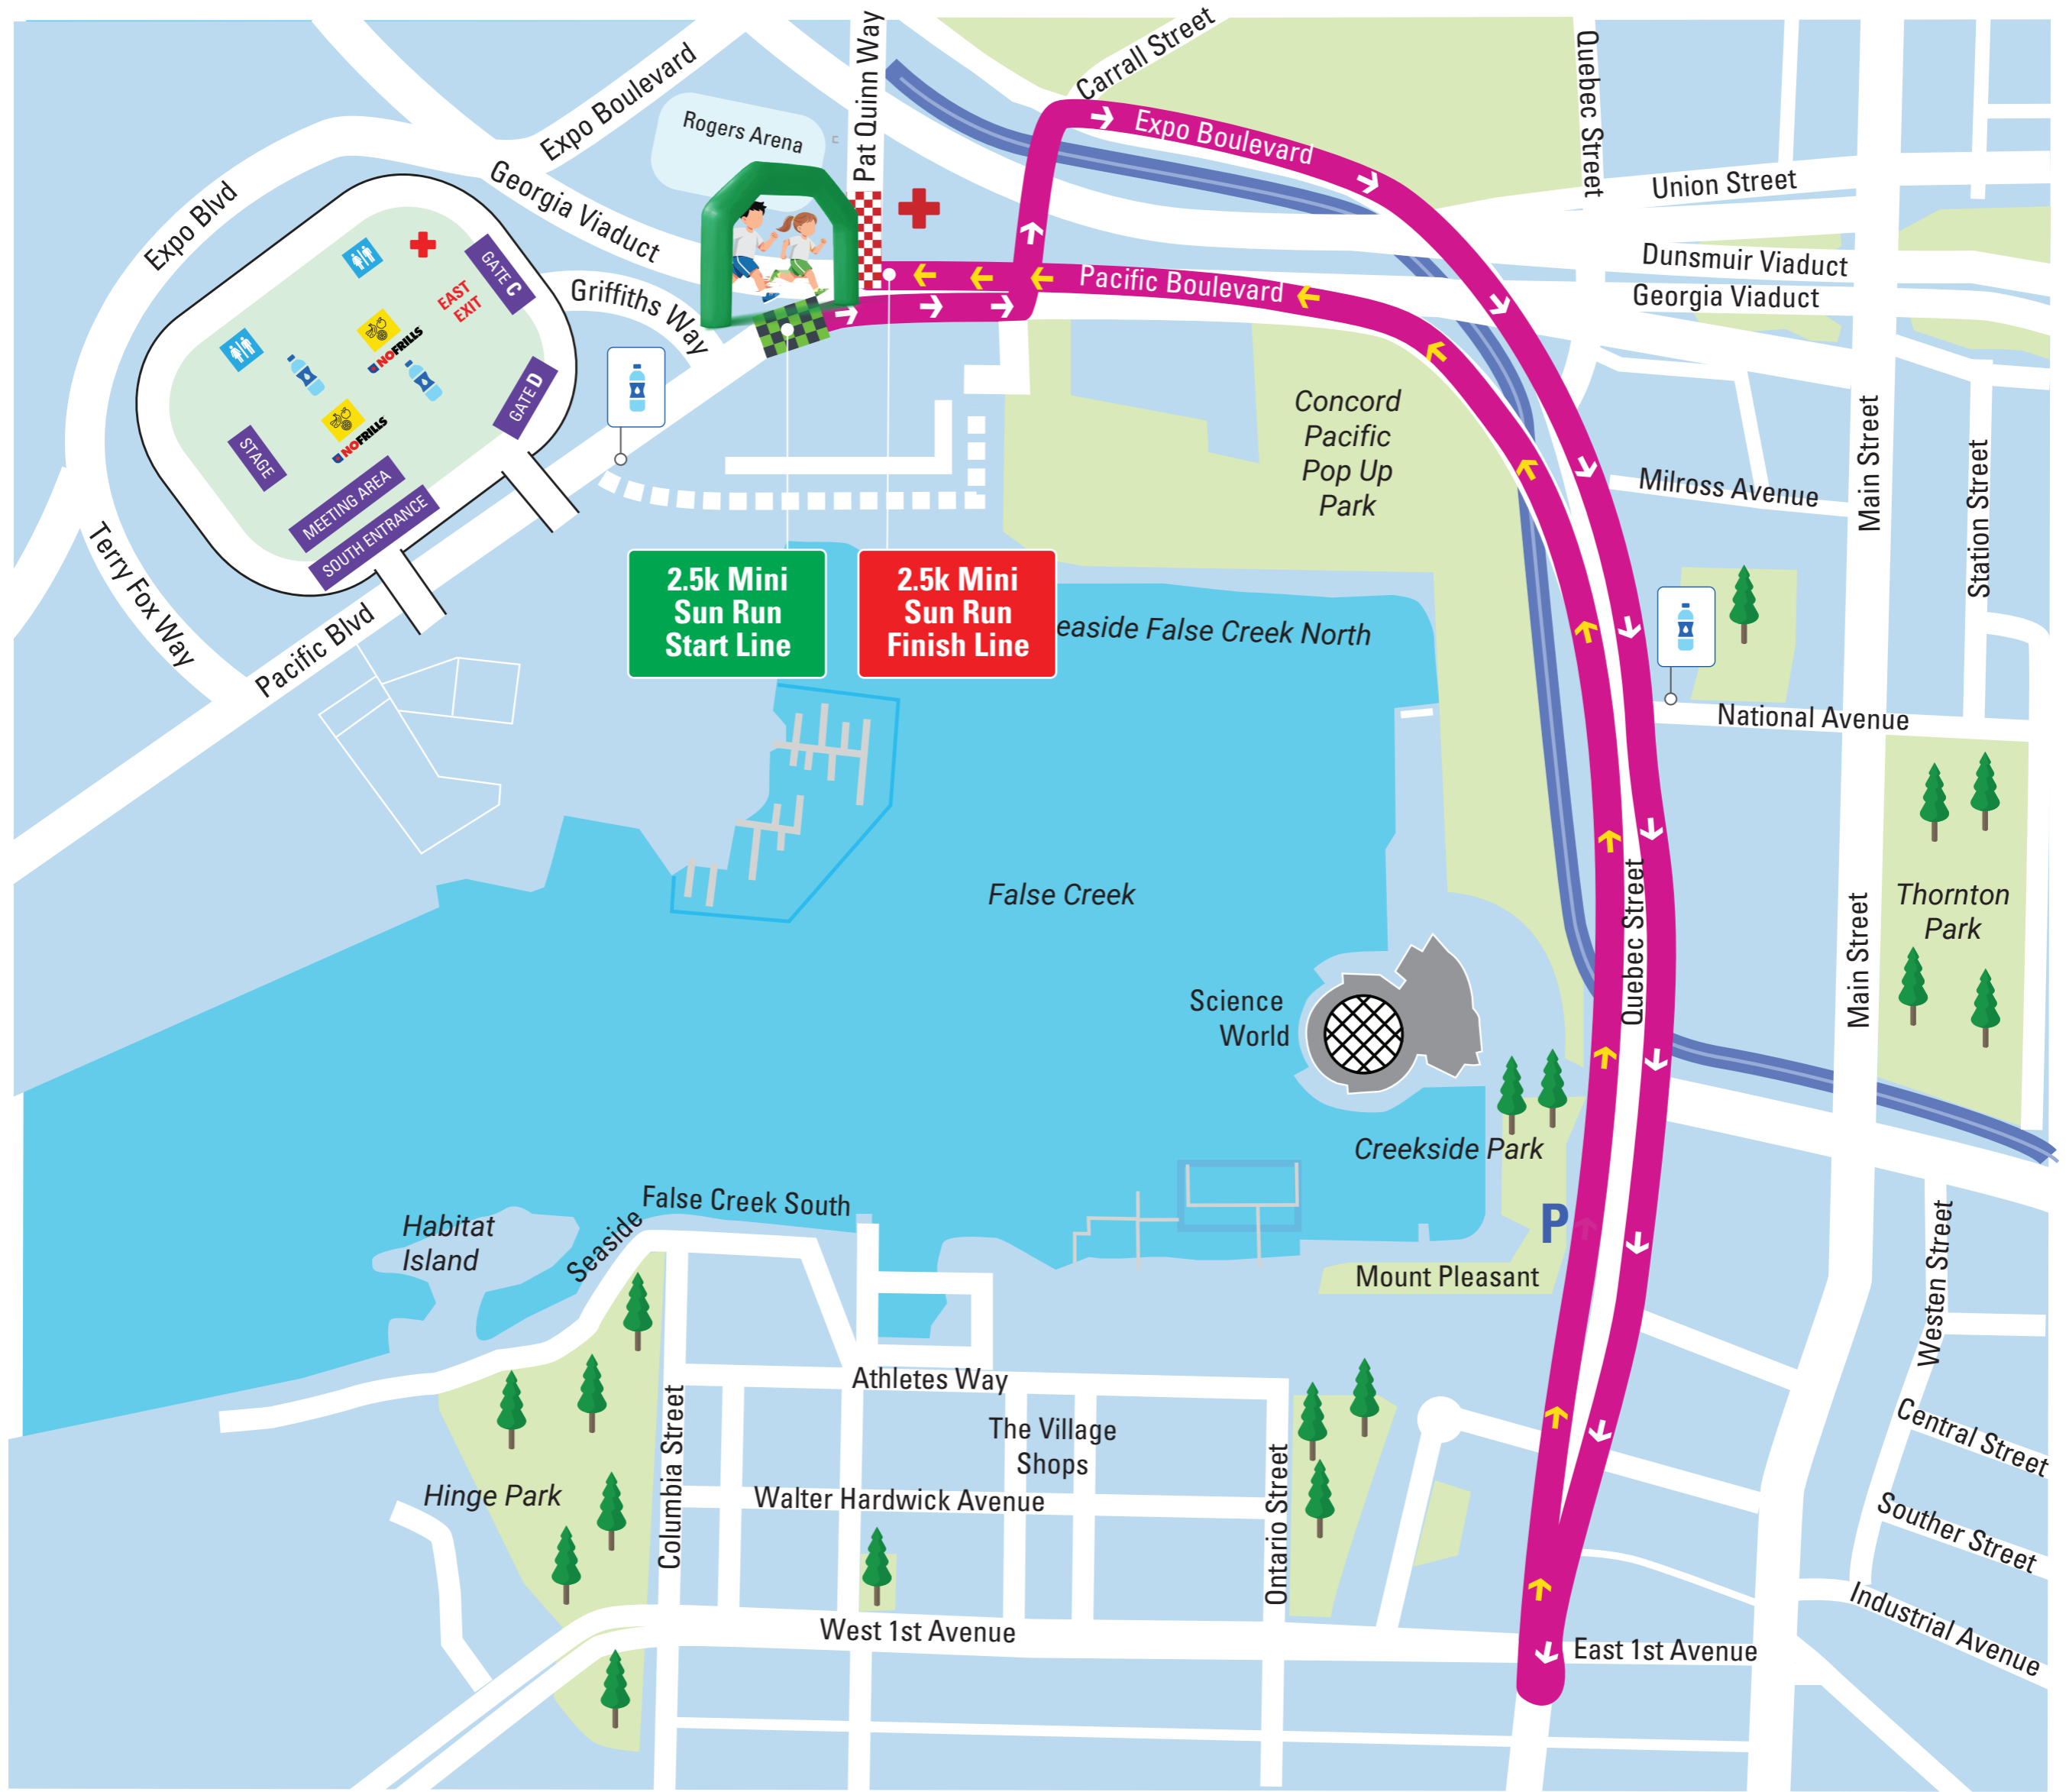 Pat Quinn Way
Carrall Street
Quebec Street
Expo Boulevard
Rogers Arena
Expo Boulevard
Union Street
Expo Blvd
Georgia Viaduct
Dunsmuir Viaduct
Georgia Viaduct
Pacific Boulevard
Griffiths Way
GATE C
EAST
EXIT
NOFRILLS
GATE D
NOFRILLS
STAGE
MEETING AREA
SOUTH ENTRANCE
Concord
Pacific
Pop Up
Park
Milross Avenue
Main Street
Station Street
Terry Fox Way
Pacific Blvd
2.5k Mini
Sun Run
Start Line
2.5k Mini
Sun Run
Finish Line
easide False Creek North
National Avenue
False Creek
Quebec Street
Main Street
Thornton
Park
Science
World
Creekside Park
P
Mount Pleasant
Habitat
Island
Seaside
False Creek South
Westen Street
Athletes Way
The Village
Shops
Columbia Street
Hinge Park
Walter Hardwick Avenue
Ontario Street
Central Street
Souther Street
Industrial Avenue
West 1st Avenue
East 1st Avenue